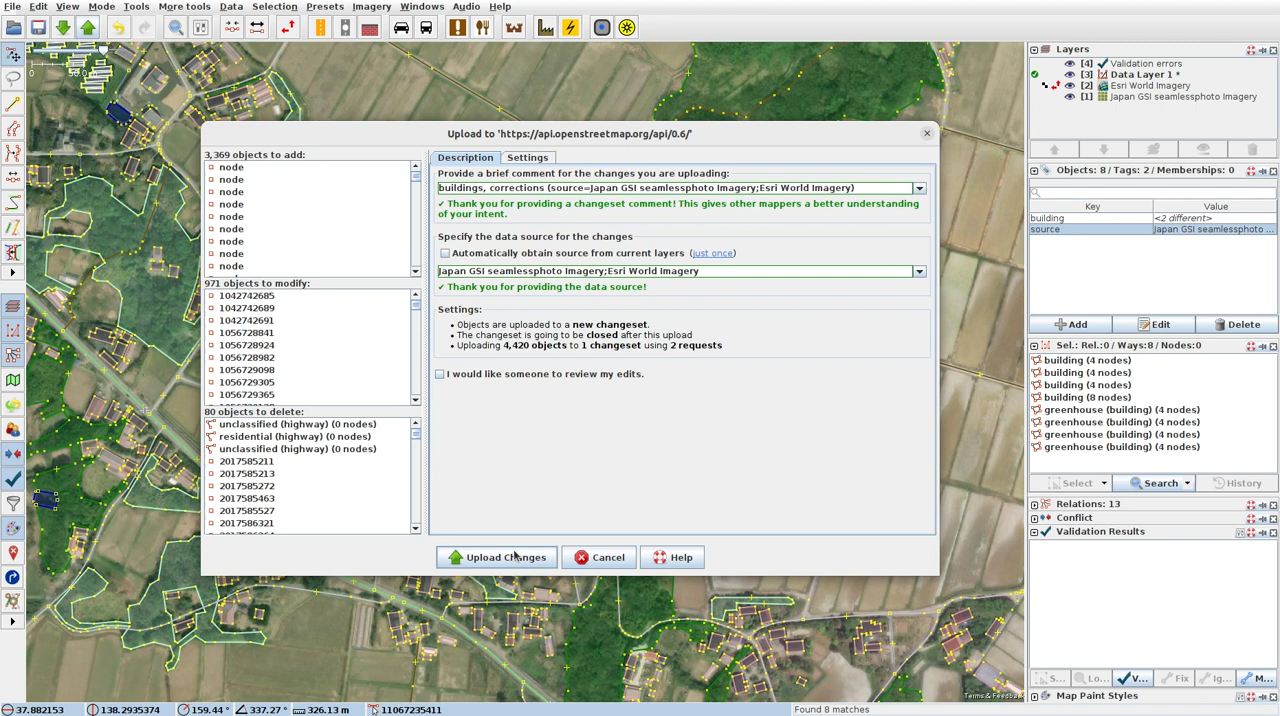 File Edit View Mode Tools More tools Data Selection Presets Imagery Windows Audio Help
0
Upload to 'https://api.openstreetmap.org/api/0.6/'
3,369 objects to add:
node
node
node
node
node
node
node
node
node
971 objects to modify:
1042742685
1042742689
1042742691
1056728841
1056728924
1056728982
1056729098
1056729305
1056729365
80 objects to delete:
unclassified (highway) (0 nodes)
residential (highway) (0 nodes)
unclassified (highway) (0 nodes)
2017585211
2017585213
2017585272
2017585463
2017585527
2017586321
Description Settings
Provide a brief comment for the changes you are uploading:
buildings, corrections (source=Japan GSI seamlessphoto Imagery;Esri World Imagery)
✔ Thank you for providing a changeset comment! This gives other mappers a better understanding
of your intent.
Specify the data source for the changes
Automatically obtain source from current layers (just once)
Japan GSI seamlessphoto Imagery;Esri World Imagery
✔ Thank you for providing the data source!
Settings:
• Objects are uploaded to a new changeset.
• The changeset is going to be closed after this upload
• Uploading 4,420 objects to 1 changeset using 2 requests
I would like someone to review my edits.
Upload Changes Cancel Help
Layers
[4] Validation errors
[3] Data Layer 1 *
[2] Esri World Imagery
[1] Japan GSI seamlessphoto Imagery
Objects: 8 / Tags: 2 / Memberships: 0
Key Value
building <2 different>
source Japan GSI seamlessphoto ...
Add Edit Delete
Sel.: Rel.:0 / Ways:8 / Nodes:0
building (4 nodes)
building (4 nodes)
building (4 nodes)
building (8 nodes)
greenhouse (building) (4 nodes)
greenhouse (building) (4 nodes)
greenhouse (building) (4 nodes)
greenhouse (building) (4 nodes)
Select Search History
Relations: 13
Conflict
Validation Results
S... Lo... V... Fix Ig... M...
Map Paint Styles
Terms & Feedback
37.882153 138.2935374 159.44 ° 337.27° 326.13 m 11067235411 Found 8 matches